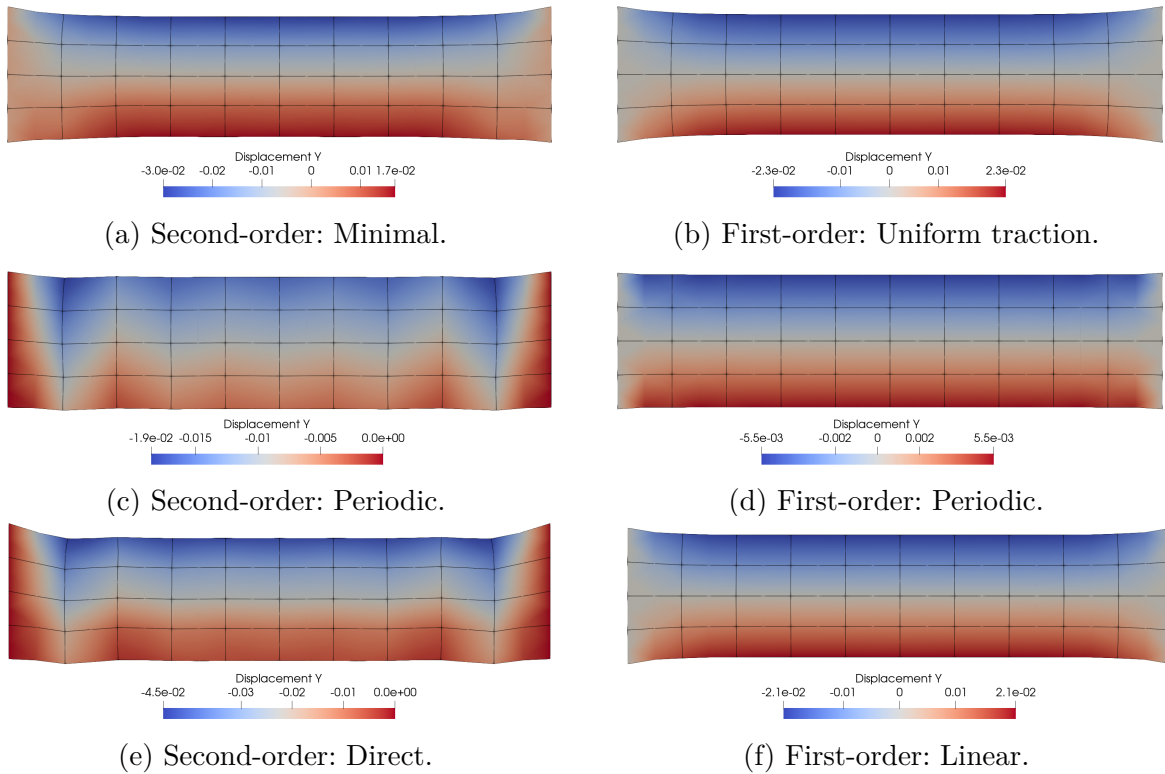 Displacement Y
-3.0e-02 -0.02 -0.01 0 0.01 1.7e-02
(a) Second-order: Minimal.
Displacement Y
-2.3e-02 -0.01 0 0.01 2.3e-02
(b) First-order: Uniform traction.
Displacement Y
-1.9e-02 -0.015 -0.01 -0.005 0.0e+00
(c) Second-order: Periodic.
Displacement Y
-5.5e-03 -0.002 0 0.002 5.5e-03
(d) First-order: Periodic.
Displacement Y
-4.5e-02 -0.03 -0.02 -0.01 0.0e+00
(e) Second-order: Direct.
Displacement Y
-2.1e-02 -0.01 0 0.01 2.1e-02
(f) First-order: Linear.